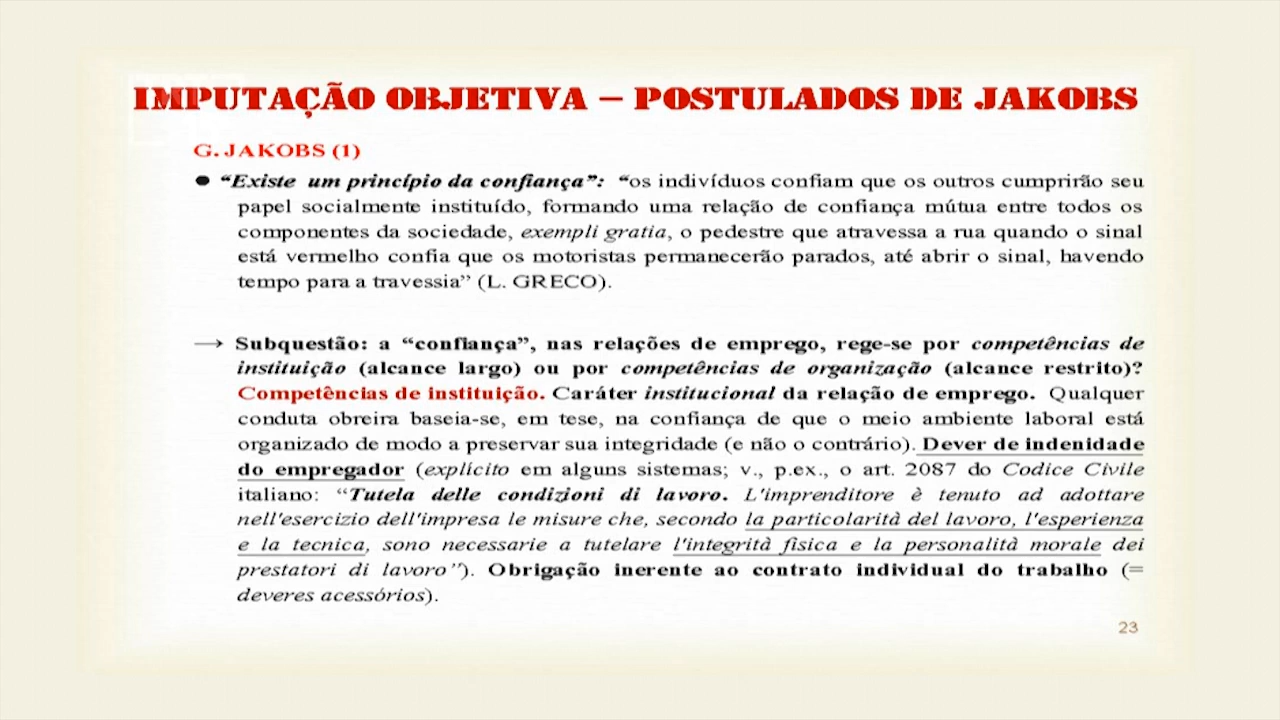 IMPUTAÇÃO OBJETIVA – POSTULADOS DE JAKOBS
G. JAKOBS (1)
● “Existe um princípio da confiança”: “os indivíduos confiam que os outros cumprirão seu
papel socialmente instituído, formando uma relação de confiança mútua entre todos os
componentes da sociedade, exempli gratia, o pedestre que atravessa a rua quando o sinal
está vermelho confia que os motoristas permanecerão parados, até abrir o sinal, havendo
tempo para a travessia” (L. GRECO).
→ Subquestão: a “confiança”, nas relações de emprego, rege-se por competências de
instituição (alcance largo) ou por competências de organização (alcance restrito)?
Competências de instituição. Caráter institucional da relação de emprego. Qualquer
conduta obreira baseia-se, em tese, na confiança de que o meio ambiente laboral está
organizado de modo a preservar sua integridade (e não o contrário). Dever de indenidade
do empregador (explícito em alguns sistemas; v., p.ex., o art. 2087 do Codice Civile
italiano: “Tutela delle condizioni di lavoro. L'imprenditore è tenuto ad adottare
nell'esercizio dell'impresa le misure che, secondo la particolarità del lavoro, l'esperienza
e la tecnica, sono necessarie a tutelare l'integrità fisica e la personalità morale dei
prestatori di lavoro”). Obrigação inerente ao contrato individual do trabalho (=
deveres acessórios).
23